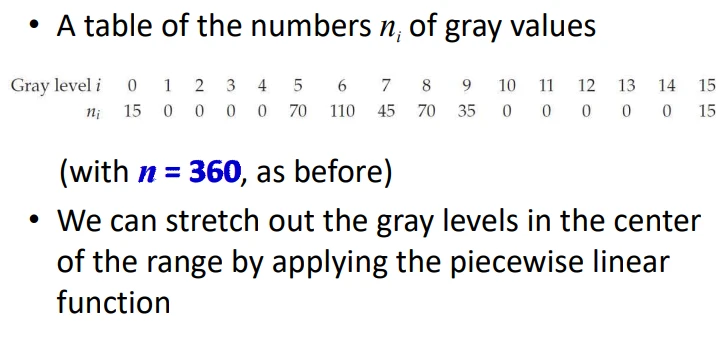 • A table of the numbers nᵢ of gray values
Gray level i 0 1 2 3 4 5 6 7 8 9 10 11 12 13 14 15
nᵢ 15 0 0 0 0 70 110 45 70 35 0 0 0 0 0 15
(with n = 360, as before)
• We can stretch out the gray levels in the center
of the range by applying the piecewise linear
function